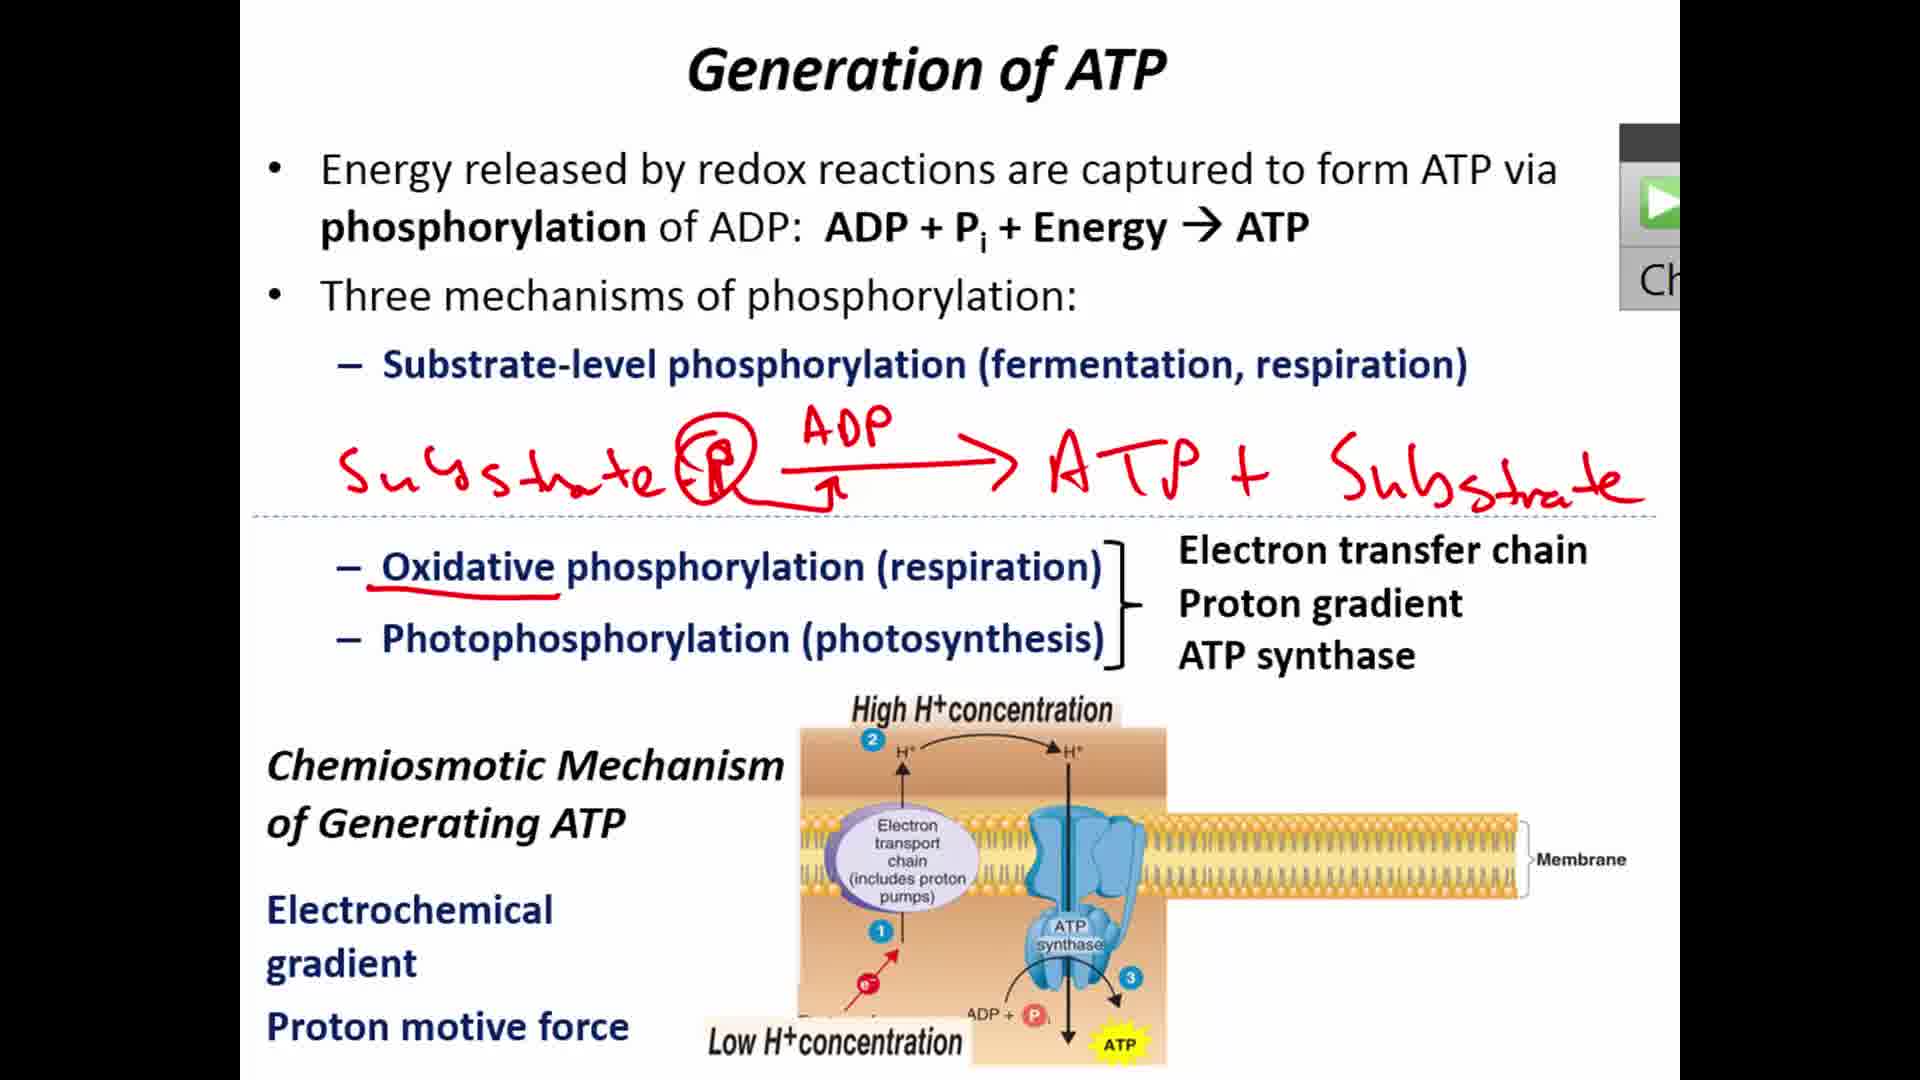 Generation of ATP
• Energy released by redox reactions are captured to form ATP via
phosphorylation of ADP: ADP + Pi + Energy → ATP
• Three mechanisms of phosphorylation:
– Substrate-level phosphorylation (fermentation, respiration)
ADP
Substrate-P → ATP + Substrate
– Oxidative phosphorylation (respiration)
– Photophosphorylation (photosynthesis)
Electron transfer chain
Proton gradient
ATP synthase
Chemiosmotic Mechanism
of Generating ATP
Electrochemical
gradient
Proton motive force
High H+ concentration
2
H+ H+
Electron
transport
chain
(includes proton
pumps)
1
e-
ATP
synthase
3
ADP + P i
ATP
Low H+ concentration
Membrane